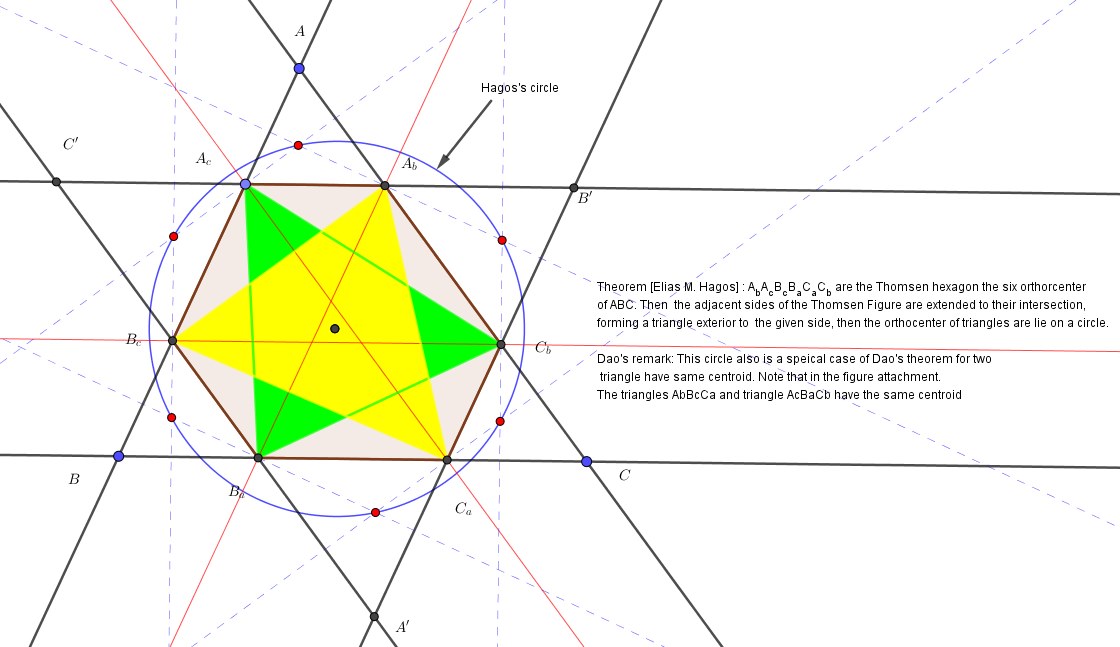 A
Hagos's circle
C′
A_c
A_b
B′
Theorem [Elias M. Hagos] : A_bA_cB_cB_aC_aC_b are the Thomsen hexagon the six orthorcenter
of ABC. Then the adjacent sides of the Thomsen Figure are extended to their intersection,
forming a triangle exterior to the given side, then the orthocenter of triangles are lie on a circle.
B_c
C_b
Dao's remark: This circle also is a speical case of Dao's theorem for two
triangle have same centroid. Note that in the figure attachment.
The triangles AbBcCa and triangle AcBaCb have the same centroid
B
C
B_a
C_a
A′